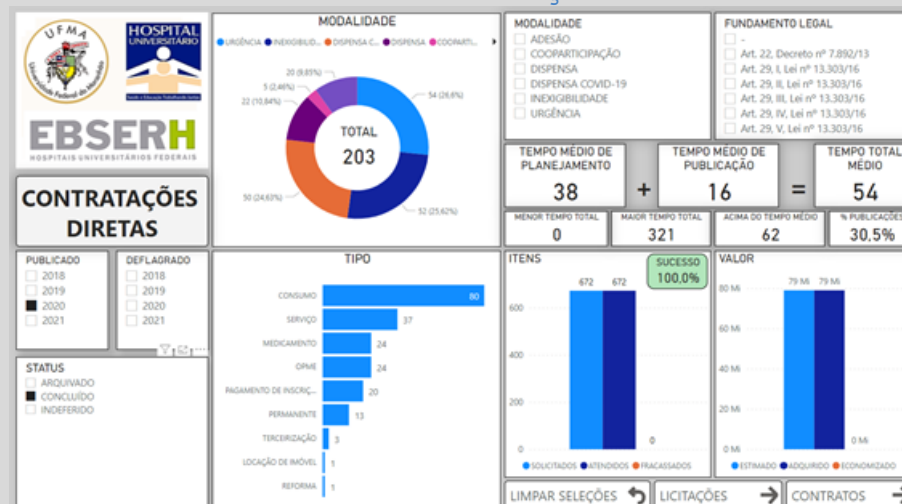 UFMA
Universidade Federal do Maranhão
HOSPITAL
UNIVERSITÁRIO
EBSERH
HOSPITAIS UNIVERSITÁRIOS FEDERAIS
CONTRATAÇÕES
DIRETAS
PUBLICADO
2018
2019
2020
2021
DEFLAGRADO
2018
2019
2020
2021
STATUS
ARQUIVADO
CONCLUÍDO
INDEFERIDO
MODALIDADE
URGÊNCIA INEXIGIBILID... DISPENSA C... DISPENSA COOPARTI...
20 (9,85%)
5 (2,46%)
22 (10,84%)
50 (24,63%)
54 (26,6%)
52 (25,62%)
TOTAL
203
TIPO
CONSUMO 80
SERVIÇO 37
MEDICAMENTO 24
OPME 24
PAGAMENTO DE INSCRIÇ... 20
PERMANENTE 13
TERCEIRIZAÇÃO 3
LOCAÇÃO DE IMÓVEL 1
REFORMA 1
MODALIDADE
ADESÃO
COOPARTICIPAÇÃO
DISPENSA
DISPENSA COVID-19
INEXIGIBILIDADE
URGÊNCIA
FUNDAMENTO LEGAL
-
Art. 22, Decreto nº 7.892/13
Art. 29, I, Lei nº 13.303/16
Art. 29, II, Lei nº 13.303/16
Art. 29, III, Lei nº 13.303/16
Art. 29, IV, Lei nº 13.303/16
Art. 29, V, Lei nº 13.303/16
TEMPO MÉDIO DE
PLANEJAMENTO
38
+
TEMPO MÉDIO DE
PUBLICAÇÃO
16
=
TEMPO TOTAL
MÉDIO
54
MENOR TEMPO TOTAL
0
MAIOR TEMPO TOTAL
321
ACIMA DO TEMPO MÉDIO
62
% PUBLICAÇÕES
30,5%
ITENS
SUCESSO
100,0%
672 672
600
400
200
0
0
SOLICITADOS ATENDIDOS FRACASSADOS
VALOR
79 Mi 79 Mi
80 Mi
60 Mi
40 Mi
20 Mi
0 Mi
0 Mi
ESTIMADO ADQUIRIDO ECONOMIZADO
LIMPAR SELEÇÕES
LICITAÇÕES
CONTRATOS